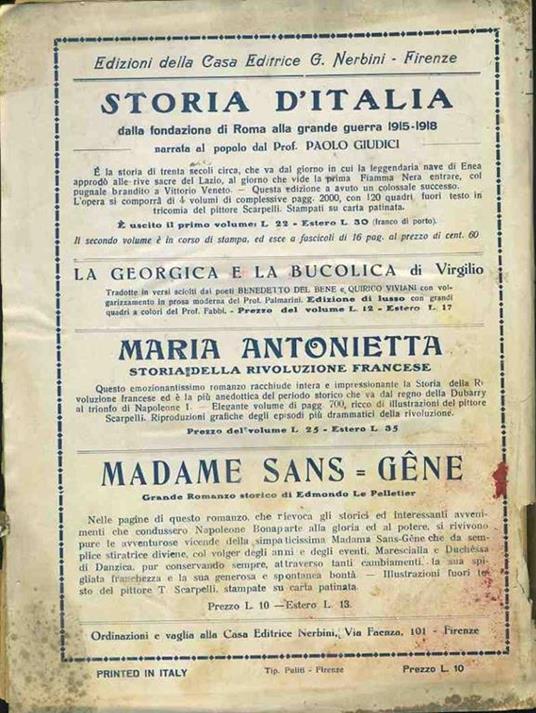 Edizioni della Casa Editrice G. Nerbini - Firenze
STORIA D'ITALIA
dalla fondazione di Roma alla grande guerra 1915-1918
narrata al popolo dal Prof. PAOLO GIUDICI
È la storia di trenta secoli circa, che va dal giorno in cui la leggendaria nave di Enea
approdò alle rive sacre del Lazio, al giorno che vide la prima Fiamma Nera entrare, col
pugnale brandito a Vittorio Veneto. — Questa edizione a avuto un colossale successo.
L'opera si comporrà di 4 volumi di complessive pagg. 2000, con 120 quadri fuori testo in
tricomia del pittore Scarpelli. Stampati su carta patinata.
È uscito il primo volume: L. 22 - Estero L. 30 (franco di porto).
Il secondo volume è in corso di stampa, ed esce a fascicoli di 16 pag. al prezzo di cent. 60
LA GEORGICA E LA BUCOLICA di Virgilio
Tradotte in versi sciolti dai poeti BENEDETTO DEL BENE e QUIRICO VIVIANI con vol-
garizzamento in prosa moderna del Prof. Palmarini. Edizione di lusso con grandi
quadri a colori del Prof. Fabbi. - Prezzo del volume L. 12 - Estero L. 17
MARIA ANTONIETTA
STORIA DELLA RIVOLUZIONE FRANCESE
Questo emozionantissimo romanzo racchiude intera e impressionante la Storia della Ri
voluzione francese ed è la più anedottica del periodo storico che va dal regno della Dubarry
al trionfo di Napoleone I. — Elegante volume di pagg. 700, ricco di illustrazioni del pittore
Scarpelli. Riproduzioni grafiche degli episodi più drammatici della rivoluzione.
Prezzo del volume L. 25 - Estero L. 35
MADAME SANS = GÊNE
Grande Romanzo storico di Edmondo Le Pelletier
Nelle pagine di questo romanzo, che rievoca gli storici ed interessanti avveni-
menti che condussero Napoleone Bonaparte alla gloria ed al potere, si rivivono
pure le avventurose vicende della simpaticissima Madama Sans-Gêne che da sem-
plice stiratrice diviene, col volger degli anni e degli eventi, Marescialla e Duchessa
di Danzica, pur conservando sempre, attraverso tanti cambiamenti, la sua spi-
gliata franchezza e la sua generosa e spontanea bontà — Illustrazioni fuori te-
sto del pittore T. Scarpelli, stampate su carta patinata.
Prezzo L. 10 — Estero L. 13.
Ordinazioni e vaglia alla Casa Editrice Nerbini, Via Faenza, 101 - Firenze
PRINTED IN ITALY
Tip. Puliti - Firenze
Prezzo L. 10